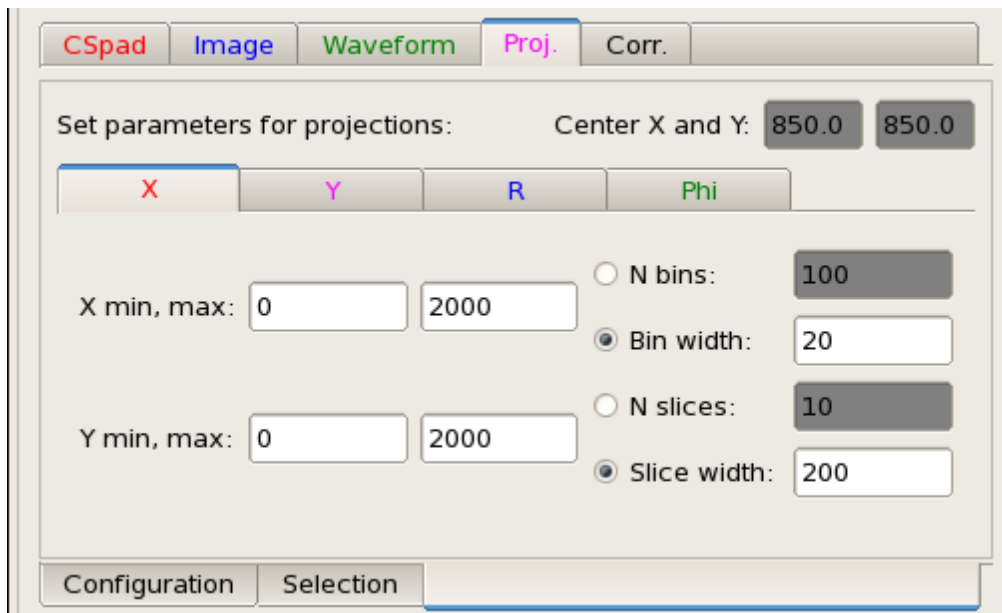 CSpad Image Waveform Proj. Corr.
Set parameters for projections: Center X and Y: 850.0 850.0
X Y R Phi
N bins: 100
X min, max: 0 2000
Bin width: 20
N slices: 10
Y min, max: 0 2000
Slice width: 200
Configuration Selection